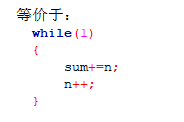 等价于:
while(1)
{
sum+=n;
n++;
}